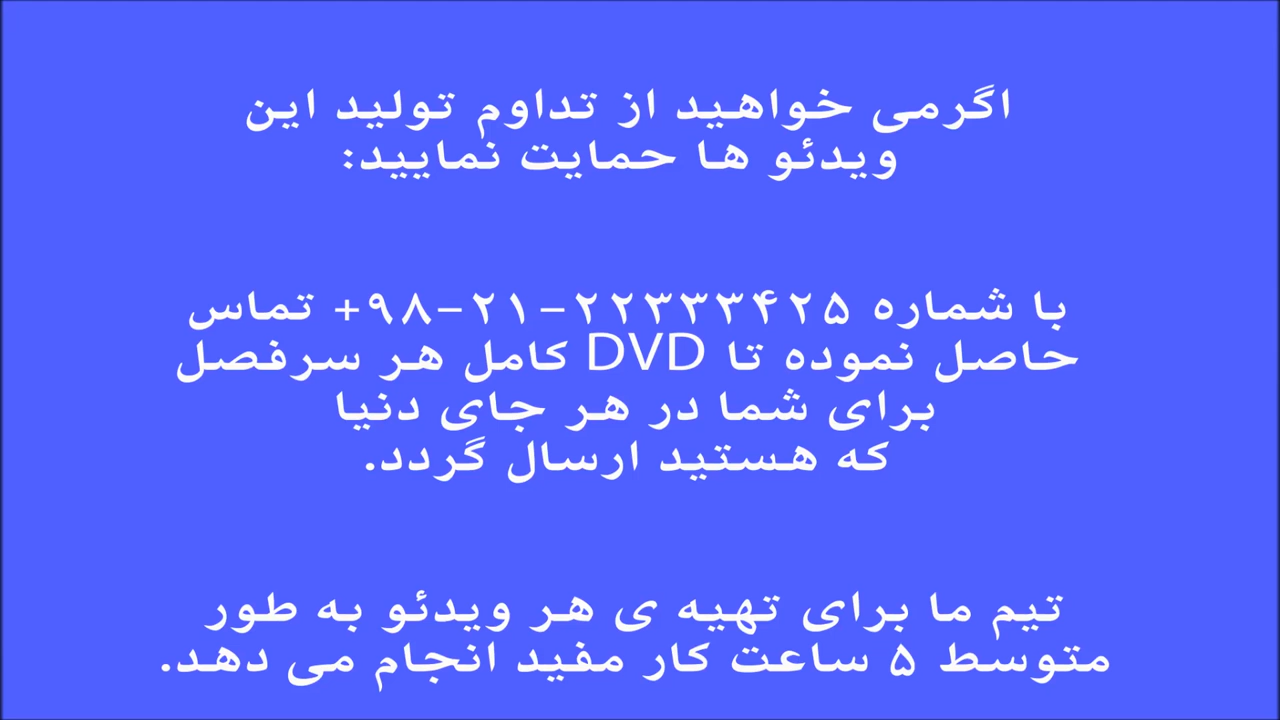 اگرمی خواهید از تداوم تولید این
ویدئو ها حمایت نمایید:
با شماره ۲۲۳۳۳۴۲۵-۲۱-۹۸+ تماس
حاصل نموده تا DVD کامل هر سرفصل
برای شما در هر جای دنیا
که هستید ارسال گردد.
تیم ما برای تهیه ی هر ویدئو به طور
متوسط ۵ ساعت کار مفید انجام می دهد.